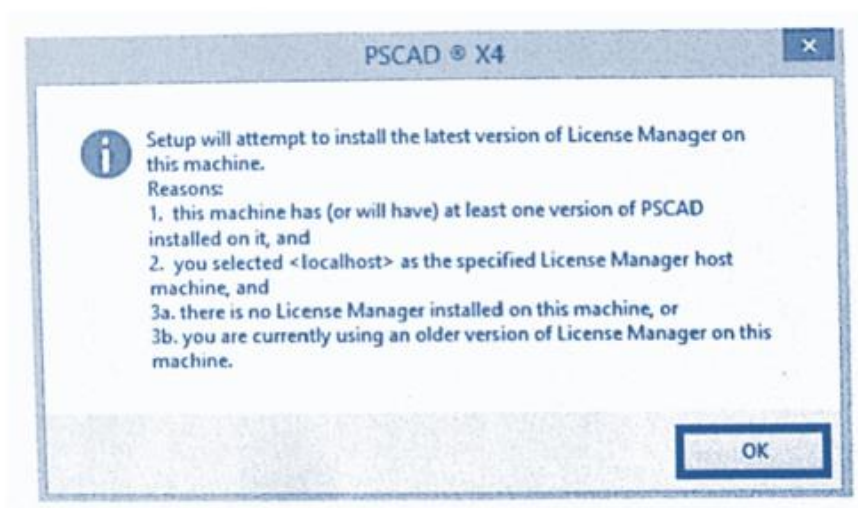 PSCAD ® X4
Setup will attempt to install the latest version of License Manager on
this machine.
Reasons:
1. this machine has (or will have) at least one version of PSCAD
installed on it, and
2. you selected <localhost> as the specified License Manager host
machine, and
3a. there is no License Manager installed on this machine, or
3b. you are currently using an older version of License Manager on this
machine.
OK